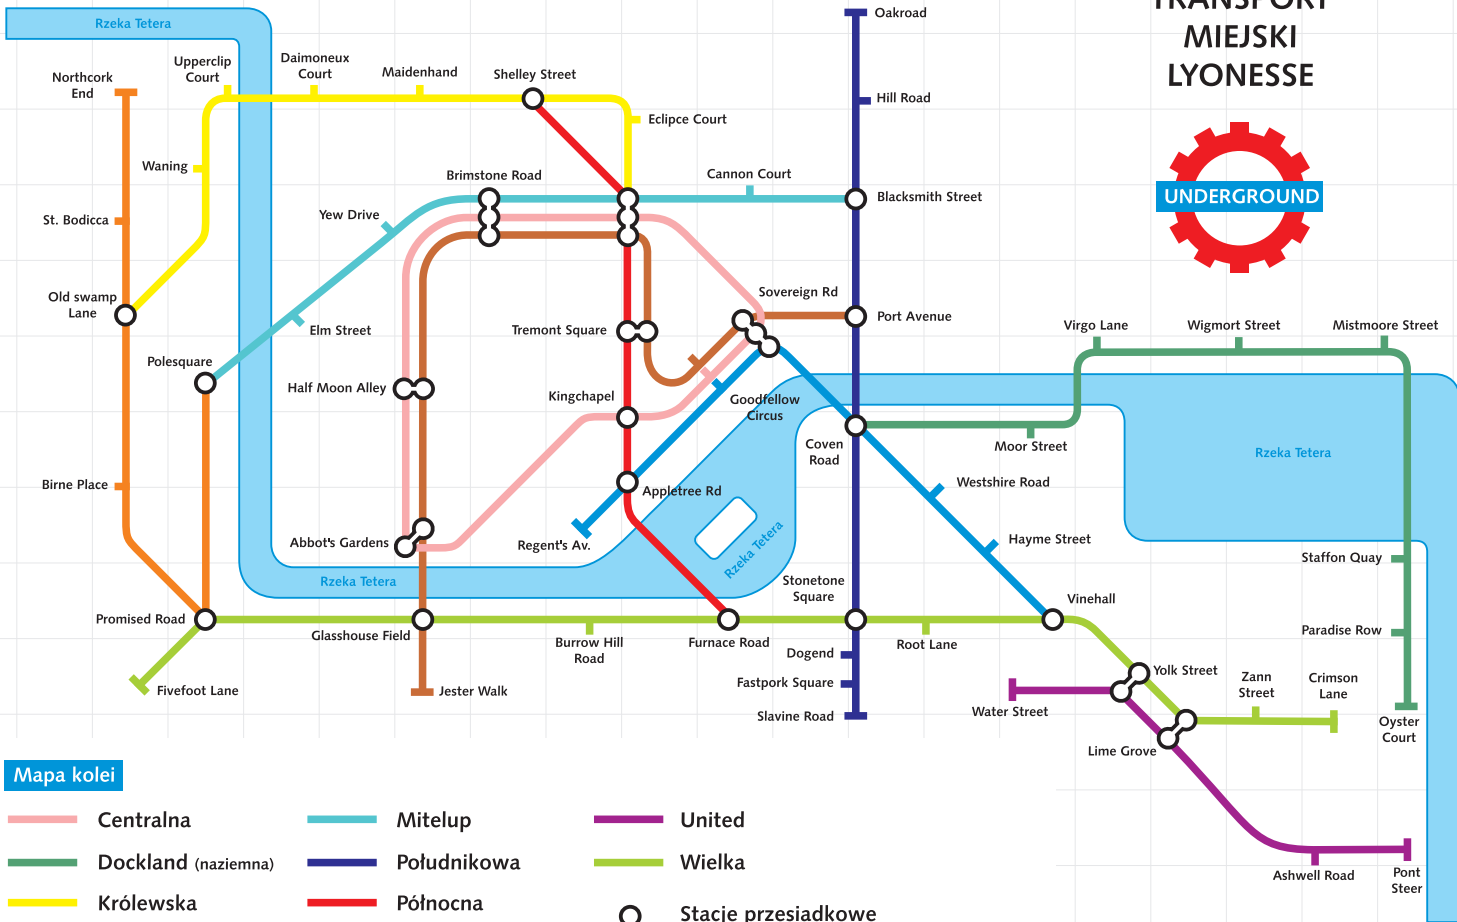 TRANSPORT
MIEJSKI
LYONESSE
UNDERGROUND
Rzeka Tetera
Oakroad
Northcork
End
Upperclip
Court
Daimoneux
Court
Maidenhand
Shelley Street
Hill Road
Eclipce Court
Waning
Brimstone Road
Cannon Court
Blacksmith Street
St. Bodicca
Yew Drive
Old swamp
Lane
Elm Street
Tremont Square
Sovereign Rd
Port Avenue
Virgo Lane
Wigmort Street
Mistmoore Street
Polesquare
Half Moon Alley
Kingchapel
Goodfellow
Circus
Coven
Road
Moor Street
Rzeka Tetera
Birne Place
Appletree Rd
Westshire Road
Abbot's Gardens
Regent's Av.
Rzeka Tetera
Hayme Street
Staffon Quay
Rzeka Tetera
Stonetone
Square
Vinehall
Promised Road
Glasshouse Field
Burrow Hill
Road
Furnace Road
Root Lane
Paradise Row
Dogend
Fivefoot Lane
Jester Walk
Fastpork Square
Slavine Road
Water Street
Yolk Street
Zann
Street
Crimson
Lane
Oyster
Court
Lime Grove
Ashwell Road
Pont
Steer
Mapa kolei
Centralna
Mitelup
United
Dockland (naziemna)
Południkowa
Wielka
Królewska
Północna
Stacje przesiadkowe